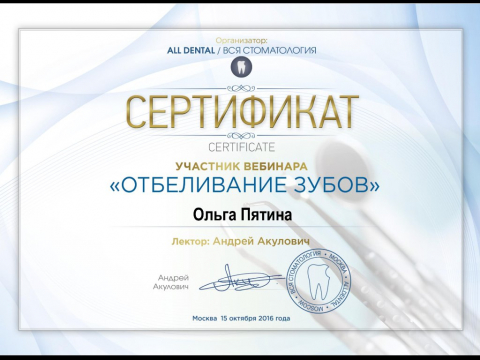 Организатор:
ALL DENTAL / ВСЯ СТОМАТОЛОГИЯ
СЕРТИФИКАТ
CERTIFICATE
УЧАСТНИК ВЕБИНАРА
«ОТБЕЛИВАНИЕ ЗУБОВ»
Ольга Пятина
Лектор: Андрей Акулович
Андрей
Акулович
ВСЯ СТОМАТОЛОГИЯ • МОСКВА • ALL DENTAL • MOSCOW •
Москва 15 октября 2016 года